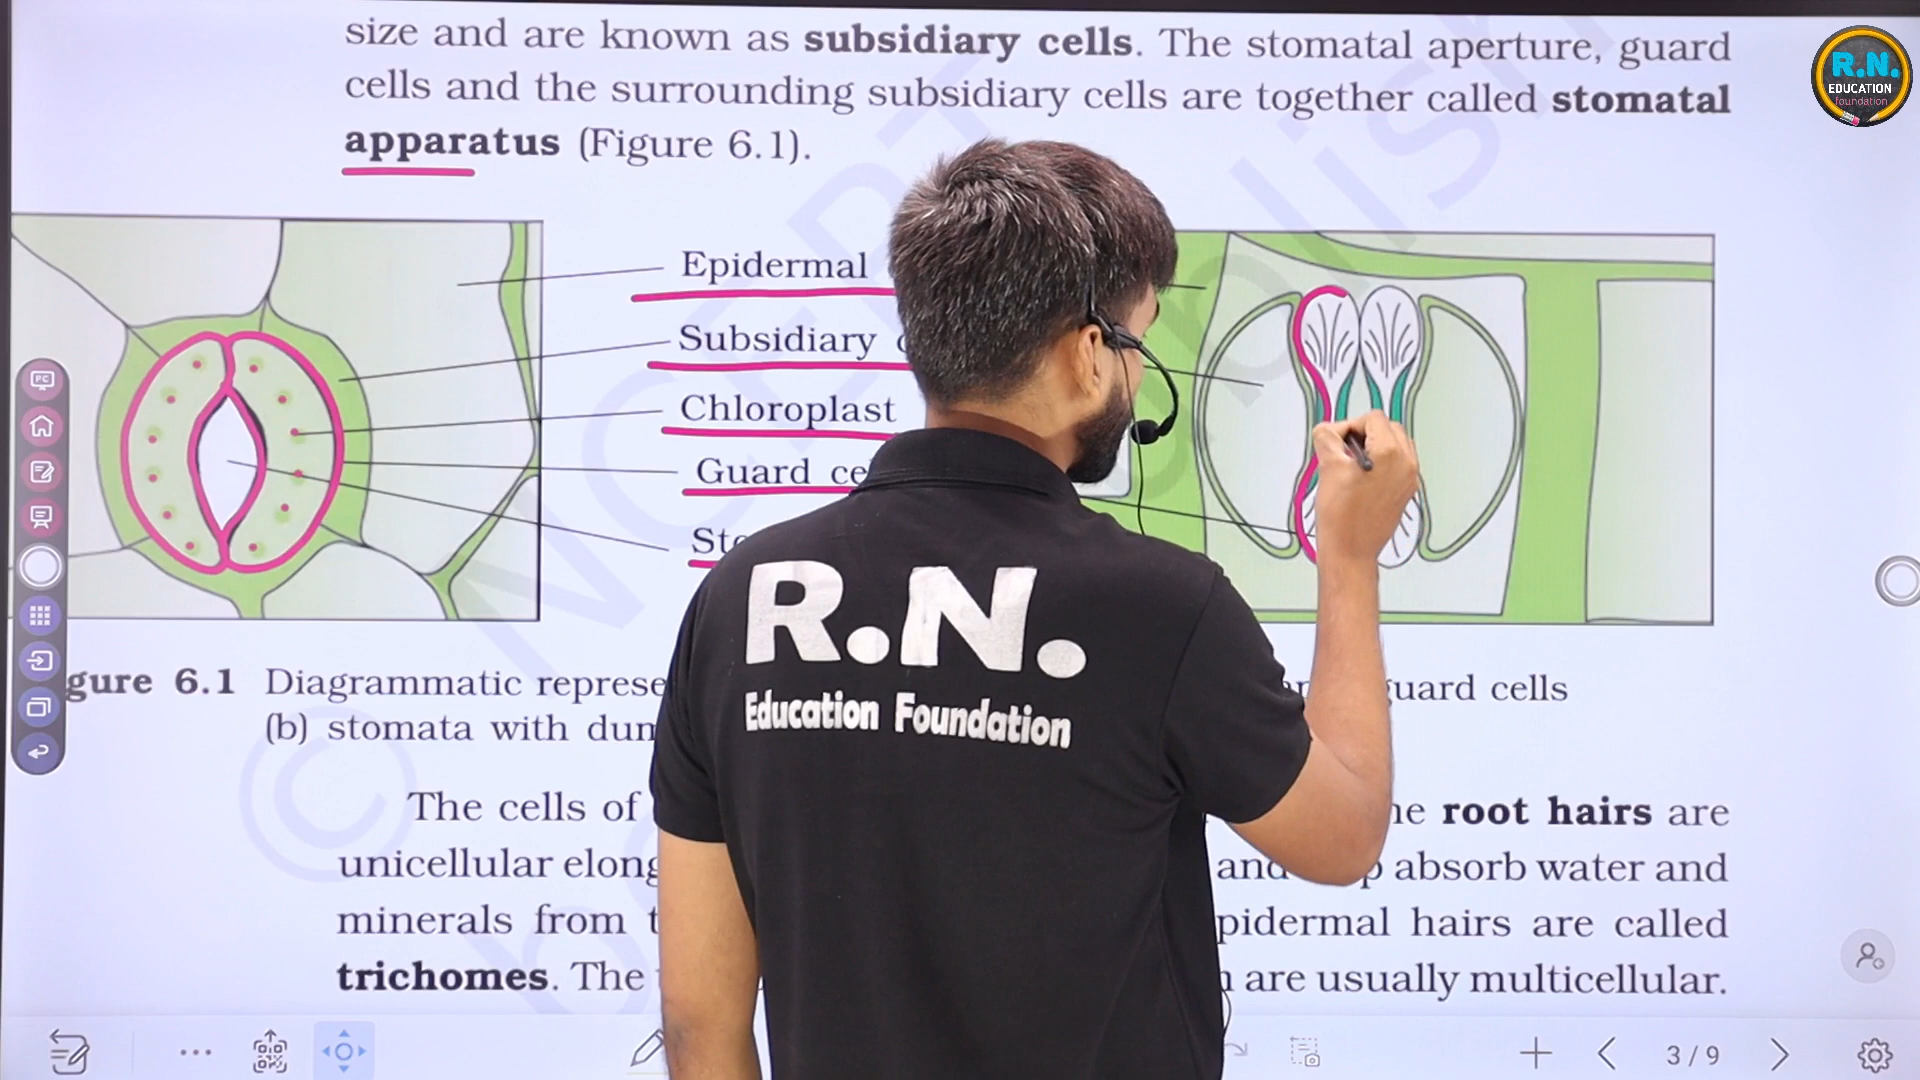 size and are known as subsidiary cells. The stomatal aperture, guard
cells and the surrounding subsidiary cells are together called stomatal
apparatus (Figure 6.1).
R.N.
EDUCATION
foundation
Epidermal
Subsidiary
Chloroplast
Guard
gure 6.1 Diagrammatic guard cells
(b) stomata with
The cells of root hairs are
unicellular absorb water and
minerals from hairs are called
trichomes. The are usually multicellular.
R.N.
Education Foundation
PC
3 / 9